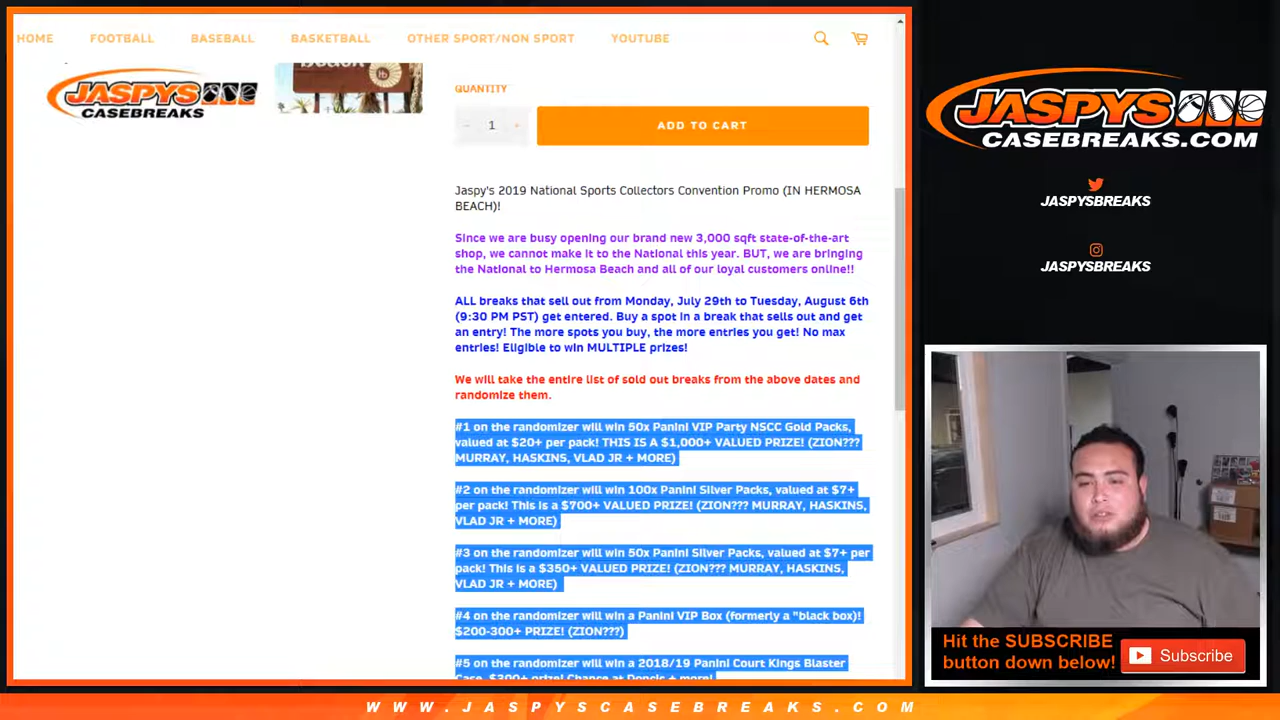 HOME FOOTBALL BASEBALL BASKETBALL OTHER SPORT/NON SPORT YOUTUBE
JASPYS
CASEBREAKS
QUANTITY
− 1 +
ADD TO CART
Jaspy's 2019 National Sports Collectors Convention Promo (IN HERMOSA
BEACH)!
Since we are busy opening our brand new 3,000 sqft state-of-the-art
shop, we cannot make it to the National this year. BUT, we are bringing
the National to Hermosa Beach and all of our loyal customers online!!
ALL breaks that sell out from Monday, July 29th to Tuesday, August 6th
(9:30 PM PST) get entered. Buy a spot in a break that sells out and get
an entry! The more spots you buy, the more entries you get! No max
entries! Eligible to win MULTIPLE prizes!
We will take the entire list of sold out breaks from the above dates and
randomize them.
#1 on the randomizer will win 50x Panini VIP Party NSCC Gold Packs,
valued at $20+ per pack! THIS IS A $1,000+ VALUED PRIZE! (ZION???
MURRAY, HASKINS, VLAD JR + MORE)
#2 on the randomizer will win 100x Panini Silver Packs, valued at $7+
per pack! This is a $700+ VALUED PRIZE! (ZION??? MURRAY, HASKINS,
VLAD JR + MORE)
#3 on the randomizer will win 50x Panini Silver Packs, valued at $7+ per
pack! This is a $350+ VALUED PRIZE! (ZION??? MURRAY, HASKINS,
VLAD JR + MORE)
#4 on the randomizer will win a Panini VIP Box (formerly a "black box)!
$200-300+ PRIZE! (ZION???)
#5 on the randomizer will win a 2018/19 Panini Court Kings Blaster
Case. $300+ prize! Chance at Doncic + more!
JASPYS
CASEBREAKS.COM
JASPYSBREAKS
JASPYSBREAKS
Hit the SUBSCRIBE
button down below!
Subscribe
WWW.JASPYSCASEBREAKS.COM